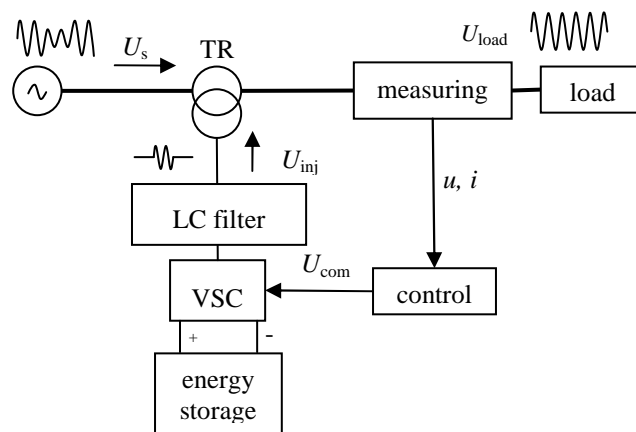 U_s
TR
U_load
measuring
load
U_inj
u, i
LC filter
U_com
VSC
control
+ -
energy
storage